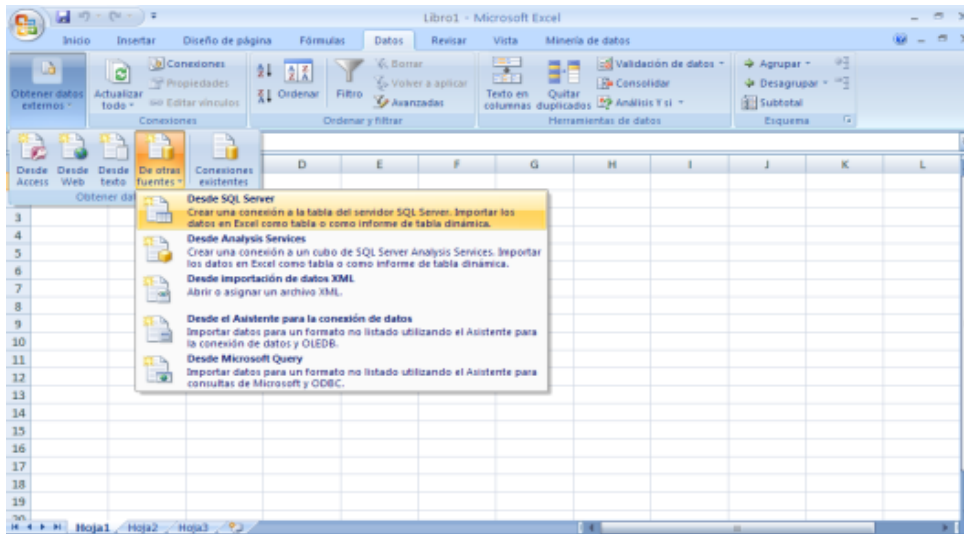 Libro1 - Microsoft Excel
Inicio Insertar Diseño de página Fórmulas Datos Revisar Vista Minería de datos
Obtener datos externos
Actualizar todo
Conexiones
Propiedades
Editar vínculos
Conexiones
Ordenar
Filtro
Borrar
Volver a aplicar
Avanzadas
Ordenar y filtrar
Texto en columnas
Quitar duplicados
Validación de datos
Consolidar
Análisis Y si
Herramientas de datos
Agrupar
Desagrupar
Subtotal
Esquema
Desde Access
Desde Web
Desde texto
De otras fuentes
Conexiones existentes
Obtener dat
D E F G H I J K L
Desde SQL Server
Crear una conexión a la tabla del servidor SQL Server. Importar los
datos en Excel como tabla o como informe de tabla dinámica.
Desde Analysis Services
Crear una conexión a un cubo de SQL Server Analysis Services. Importar
los datos en Excel como tabla o como informe de tabla dinámica.
Desde importación de datos XML
Abrir o asignar un archivo XML.
Desde el Asistente para la conexión de datos
Importar datos para un formato no listado utilizando el Asistente para
la conexión de datos y OLEDB.
Desde Microsoft Query
Importar datos para un formato no listado utilizando el Asistente para
consultas de Microsoft y ODBC.
3
4
5
6
7
8
9
10
11
12
13
14
15
16
17
18
19
20
Hoja1 Hoja2 Hoja3